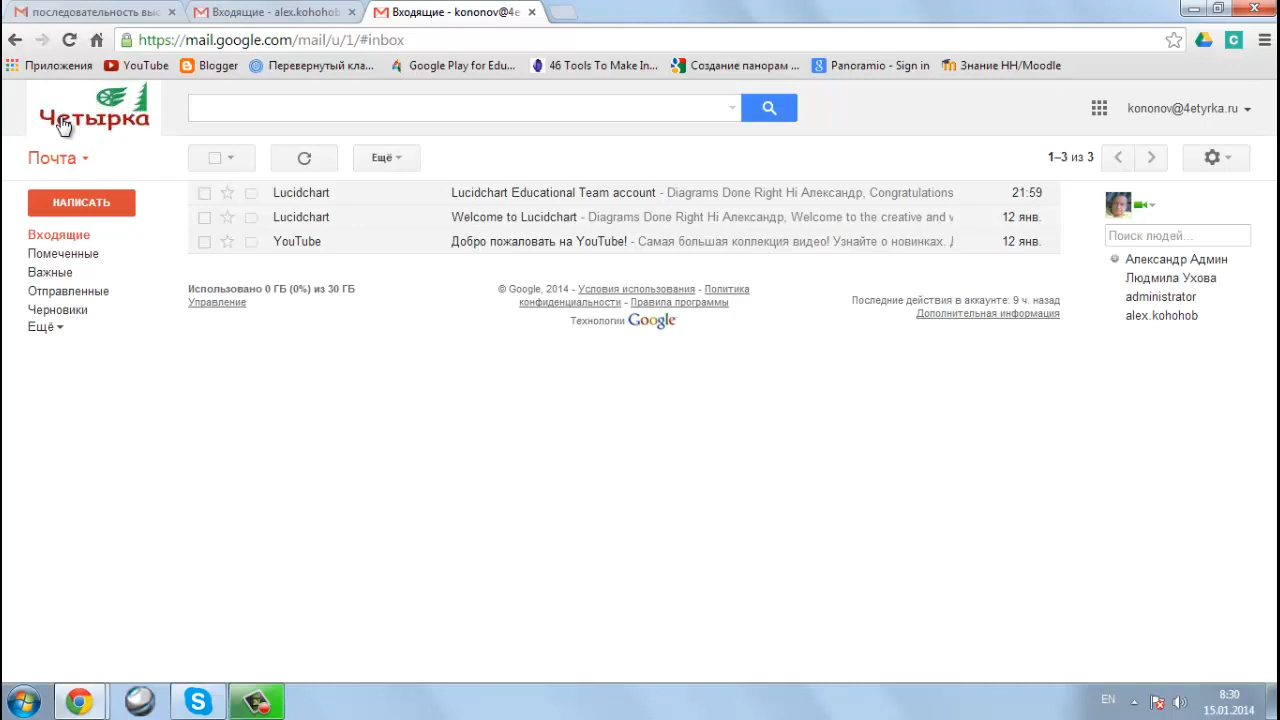 последовательность выс
Входящие - alex.kohohob
Входящие - kononov@4e
https://mail.google.com/mail/u/1/#inbox
Приложения
YouTube
Blogger
Перевернутый кла...
Google Play for Edu...
46 Tools To Make In...
Создание панорам ...
Panoramio - Sign in
Знание НН/Moodle
Четырка
kononov@4etyrka.ru
Почта
Ещё
1–3 из 3
НАПИСАТЬ
Входящие
Помеченные
Важные
Отправленные
Черновики
Ещё
Lucidchart Lucidchart Educational Team account - Diagrams Done Right Hi Александр, Congratulations 21:59
Lucidchart Welcome to Lucidchart - Diagrams Done Right Hi Александр, Welcome to the creative and v 12 янв.
YouTube Добро пожаловать на YouTube! - Самая большая коллекция видео! Узнайте о новинках. Д 12 янв.
Использовано 0 ГБ (0%) из 30 ГБ
Управление
© Google, 2014 - Условия использования - Политика
конфиденциальности - Правила программы
Технологии Google
Последние действия в аккаунте: 9 ч. назад
Дополнительная информация
Поиск людей...
Александр Админ
Людмила Ухова
administrator
alex.kohohob
EN
8:30
15.01.2014